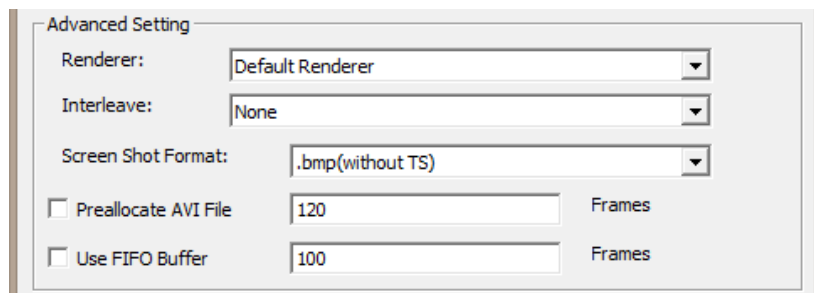 Advanced Setting
Renderer: Default Renderer
Interleave: None
Screen Shot Format: .bmp(without TS)
Preallocate AVI File 120 Frames
Use FIFO Buffer 100 Frames